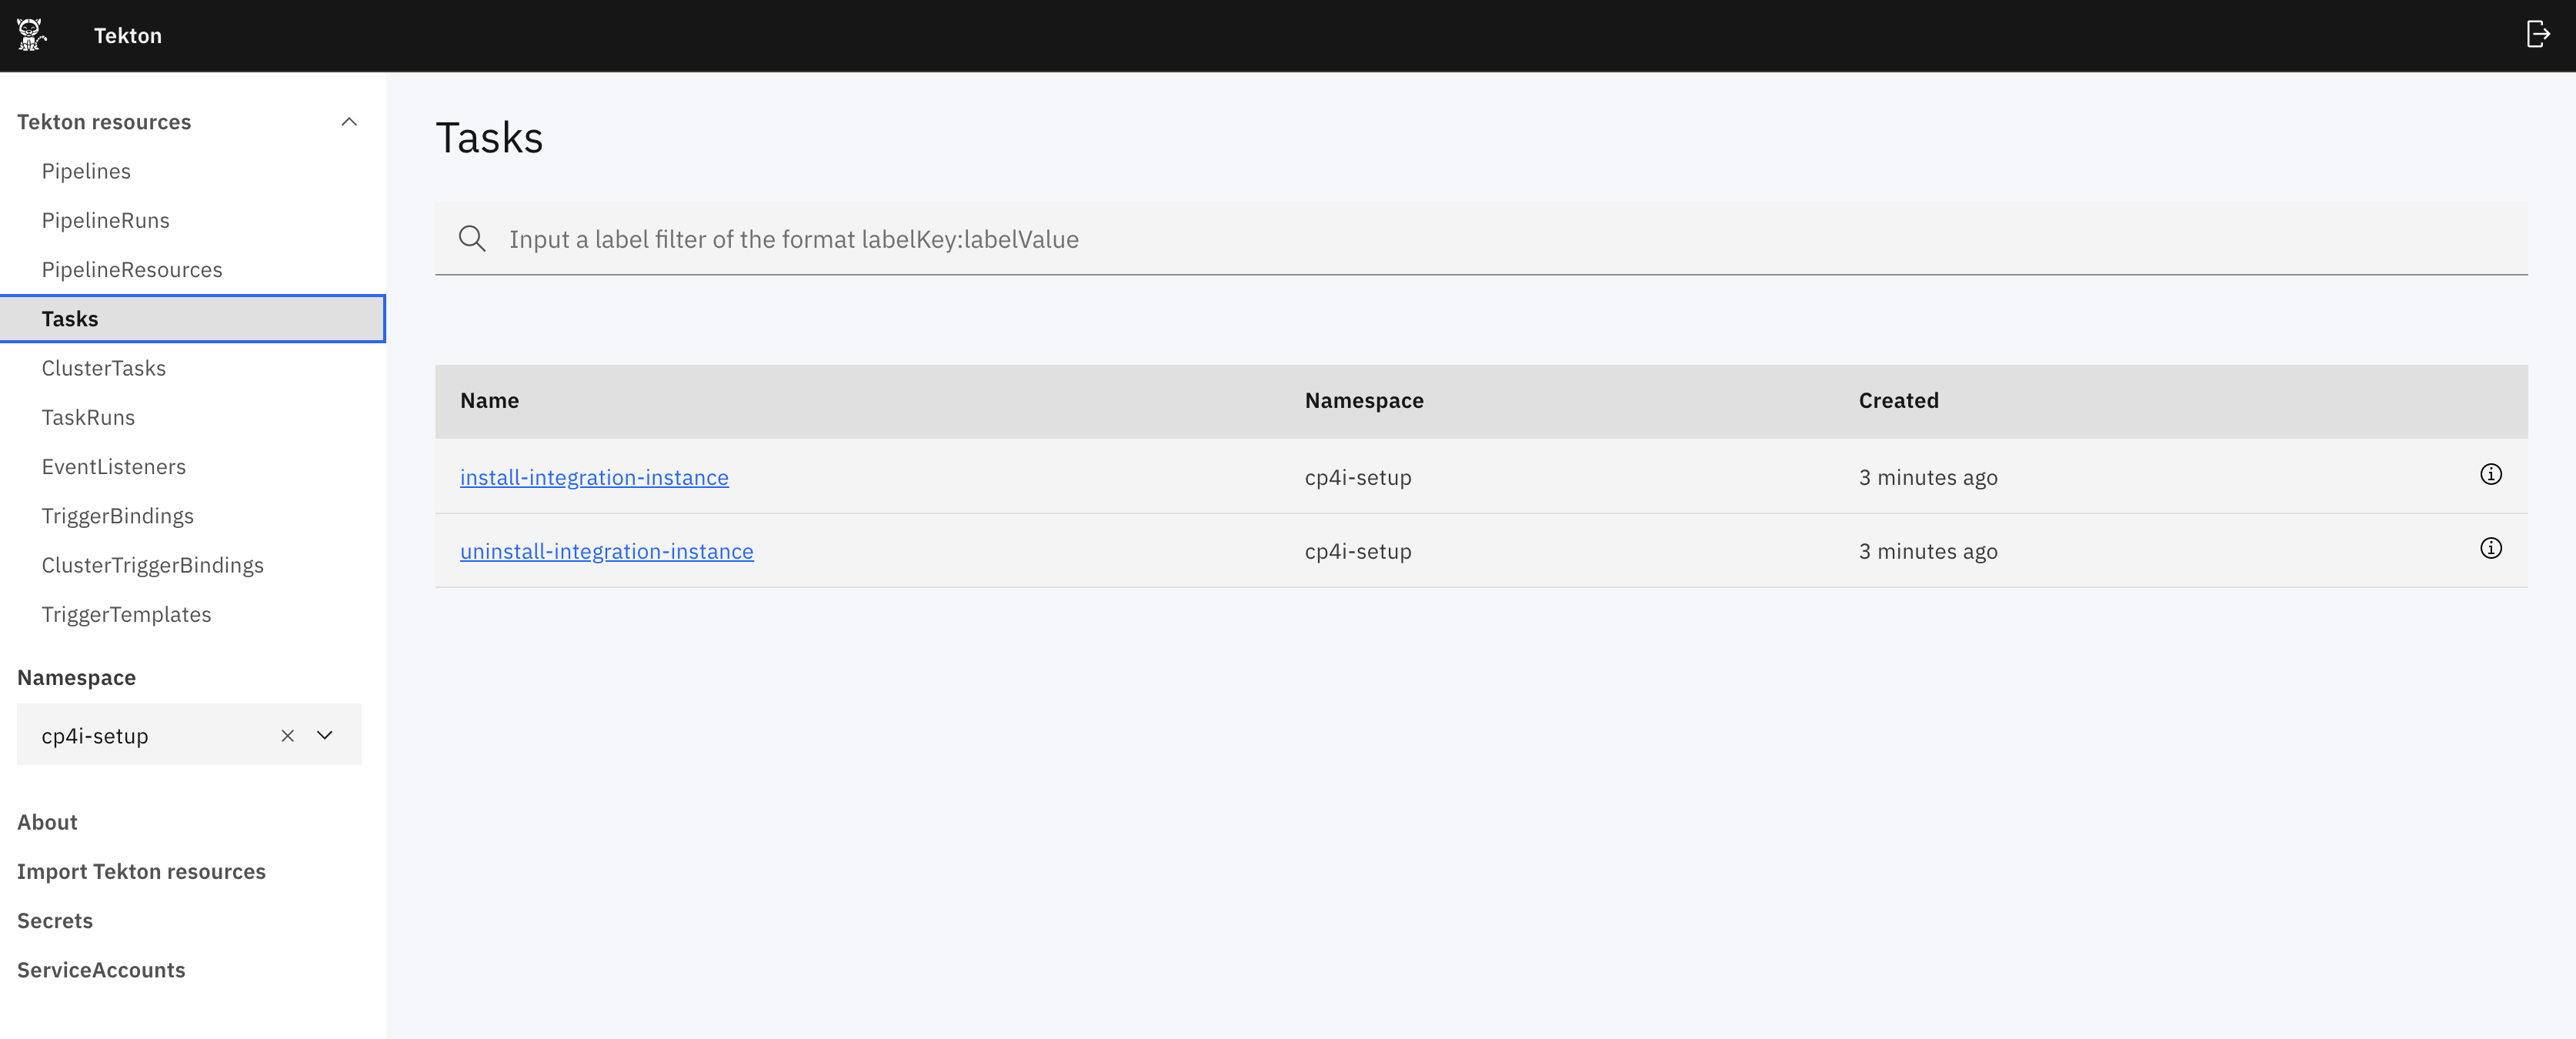 Tekton
Tekton resources
Pipelines
PipelineRuns
PipelineResources
Tasks
ClusterTasks
TaskRuns
EventListeners
TriggerBindings
ClusterTriggerBindings
TriggerTemplates
Namespace
cp4i-setup
About
Import Tekton resources
Secrets
ServiceAccounts
Tasks
Input a label filter of the format labelKey:labelValue
Name Namespace Created
install-integration-instance cp4i-setup 3 minutes ago
uninstall-integration-instance cp4i-setup 3 minutes ago